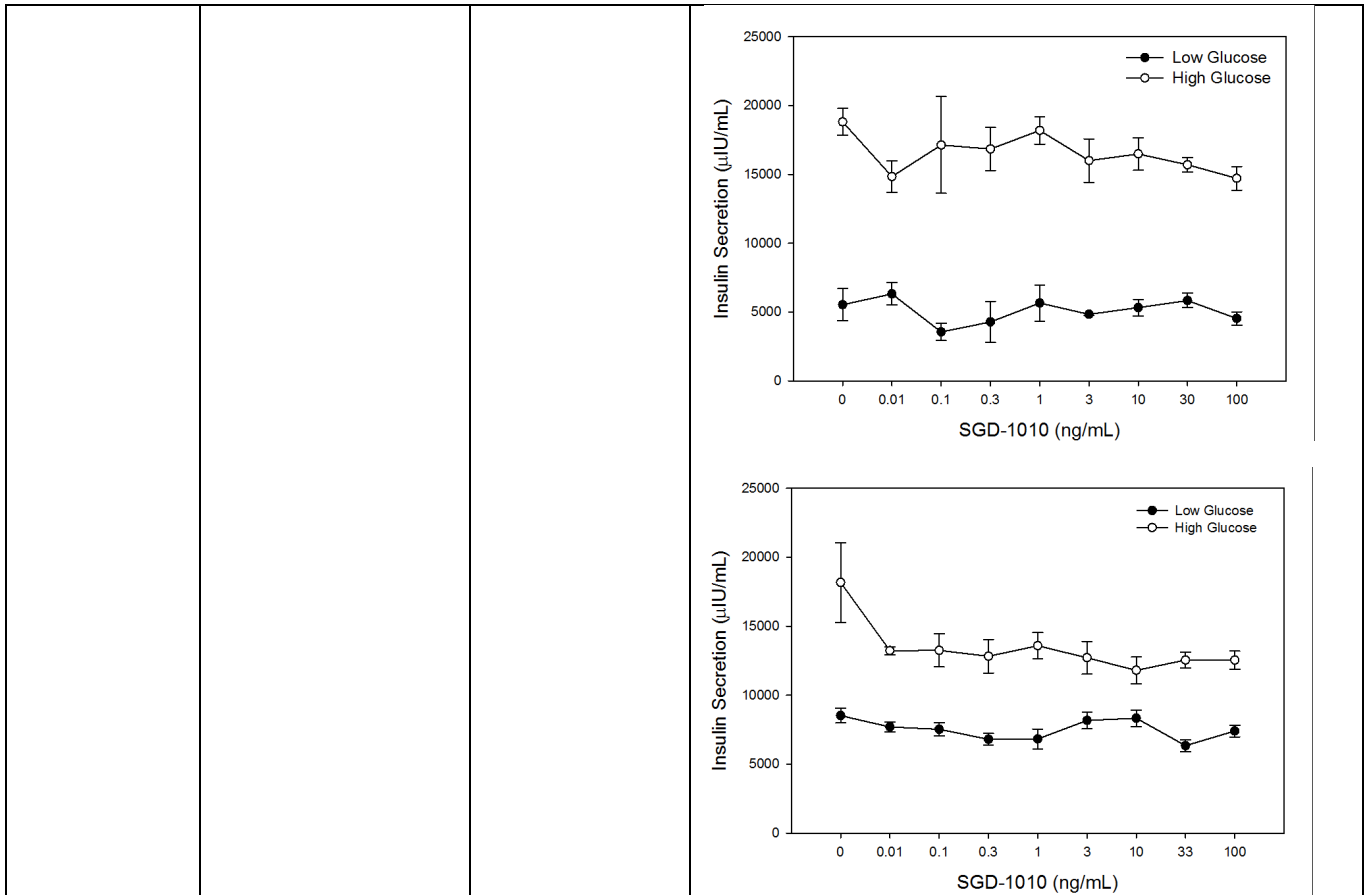 25000
Low Glucose
High Glucose
20000
15000
10000
5000
0
Insulin Secretion (μIU/mL)
0 0.01 0.1 0.3 1 3 10 30 100
SGD-1010 (ng/mL)
25000
Low Glucose
High Glucose
20000
15000
10000
5000
0
Insulin Secretion (μIU/mL)
0 0.01 0.1 0.3 1 3 10 33 100
SGD-1010 (ng/mL)